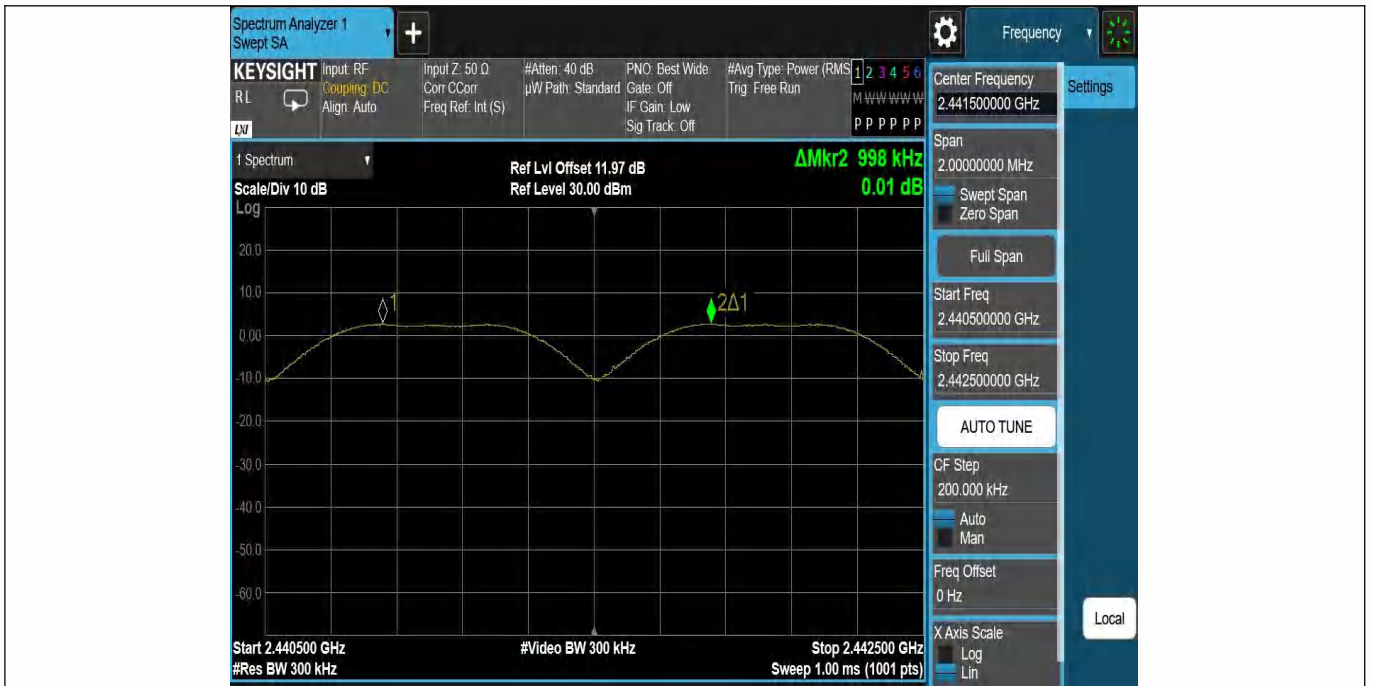 Spectrum Analyzer 1
Swept SA
+
Frequency
KEYSIGHT
RL
LXI
Input: RF
Coupling: DC
Align: Auto
Input Z: 50 Ω
Corr CCorr
Freq Ref: Int (S)
#Atten: 40 dB
µW Path: Standard
PNO: Best Wide
Gate: Off
IF Gain: Low
Sig Track: Off
#Avg Type: Power (RMS
Trig: Free Run
1 2 3 4 5 6
M W W W W W
P P P P P P
1 Spectrum
Scale/Div 10 dB
Log
Ref Lvl Offset 11.97 dB
Ref Level 30.00 dBm
ΔMkr2 998 kHz
0.01 dB
20.0
10.0
0.00
-10.0
-20.0
-30.0
-40.0
-50.0
-60.0
1
2Δ1
Start 2.440500 GHz
#Res BW 300 kHz
#Video BW 300 kHz
Stop 2.442500 GHz
Sweep 1.00 ms (1001 pts)
Center Frequency
2.441500000 GHz
Settings
Span
2.00000000 MHz
Swept Span
Zero Span
Full Span
Start Freq
2.440500000 GHz
Stop Freq
2.442500000 GHz
AUTO TUNE
CF Step
200.000 kHz
Auto
Man
Freq Offset
0 Hz
X Axis Scale
Log
Lin
Local